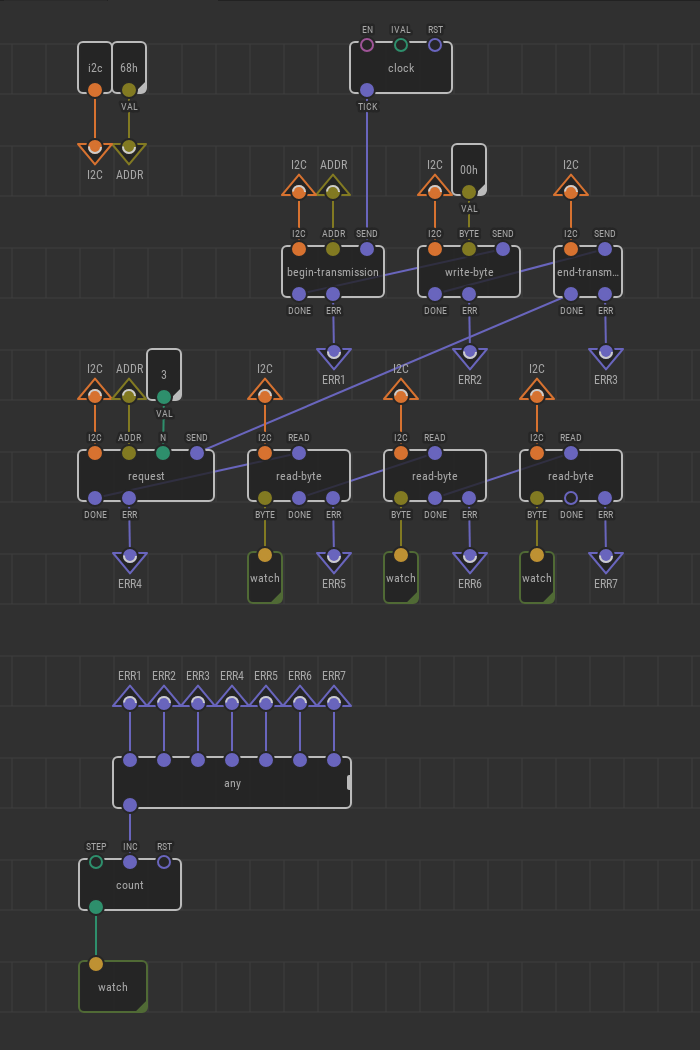 EN IVAL RST
i2c 68h clock
VAL TICK
I2C ADDR
I2C ADDR I2C 00h I2C
VAL
I2C ADDR SEND I2C BYTE SEND I2C SEND
begin-transmission write-byte end-transm...
DONE ERR DONE ERR DONE ERR
ERR1 ERR2 ERR3
I2C ADDR 3 I2C I2C I2C
VAL
I2C ADDR N SEND I2C READ I2C READ I2C READ
request read-byte read-byte read-byte
DONE ERR BYTE DONE ERR BYTE DONE ERR BYTE DONE ERR
ERR4 watch ERR5 watch ERR6 watch ERR7
ERR1 ERR2 ERR3 ERR4 ERR5 ERR6 ERR7
any
STEP INC RST
count
watch